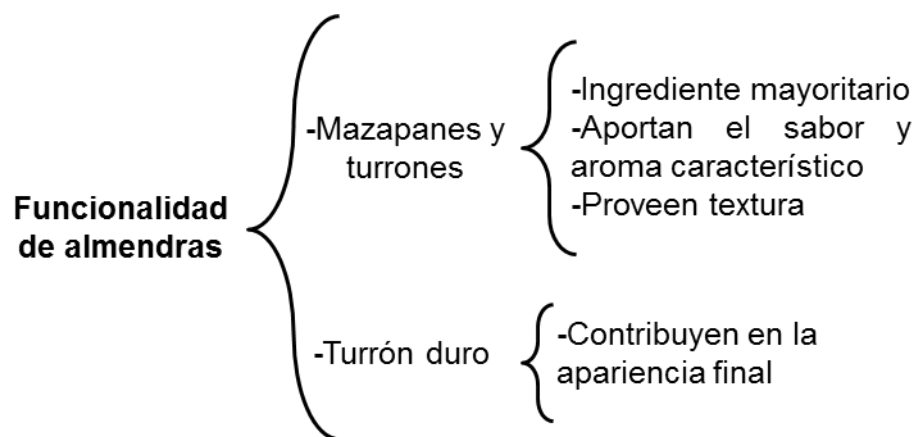 Funcionalidad
de almendras
-Mazapanes y
turrones
-Ingrediente mayoritario
-Aportan el sabor y
aroma característico
-Proveen textura
-Turrón duro
-Contribuyen en la
apariencia final